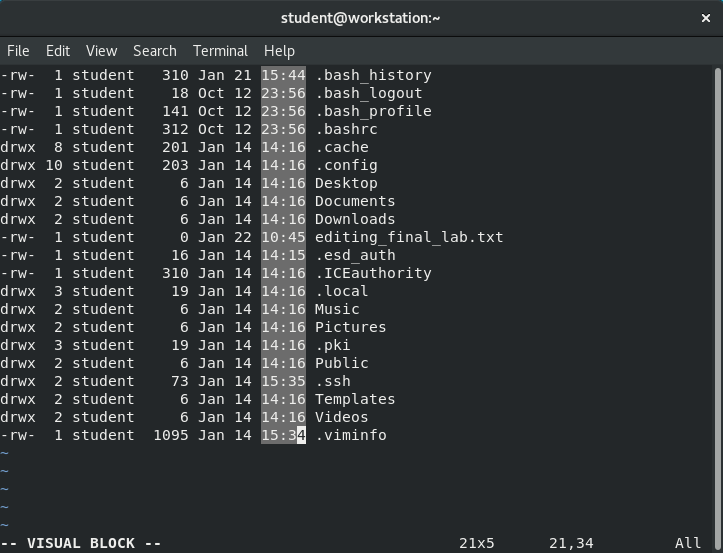 student@workstation:~ ×
File Edit View Search Terminal Help
-rw-  1 student   310 Jan 21 15:44 .bash_history
-rw-  1 student    18 Oct 12 23:56 .bash_logout
-rw-  1 student   141 Oct 12 23:56 .bash_profile
-rw-  1 student   312 Oct 12 23:56 .bashrc
drwx  8 student   201 Jan 14 14:16 .cache
drwx 10 student   203 Jan 14 14:16 .config
drwx  2 student     6 Jan 14 14:16 Desktop
drwx  2 student     6 Jan 14 14:16 Documents
drwx  2 student     6 Jan 14 14:16 Downloads
-rw-  1 student     0 Jan 22 10:45 editing_final_lab.txt
-rw-  1 student    16 Jan 14 14:15 .esd_auth
-rw-  1 student   310 Jan 14 14:16 .ICEauthority
drwx  3 student    19 Jan 14 14:16 .local
drwx  2 student     6 Jan 14 14:16 Music
drwx  2 student     6 Jan 14 14:16 Pictures
drwx  3 student    19 Jan 14 14:16 .pki
drwx  2 student     6 Jan 14 14:16 Public
drwx  2 student    73 Jan 14 15:35 .ssh
drwx  2 student     6 Jan 14 14:16 Templates
drwx  2 student     6 Jan 14 14:16 Videos
-rw-  1 student  1095 Jan 14 15:34 .viminfo
~
~
~
~
~
-- VISUAL BLOCK -- 21x5 21,34 All